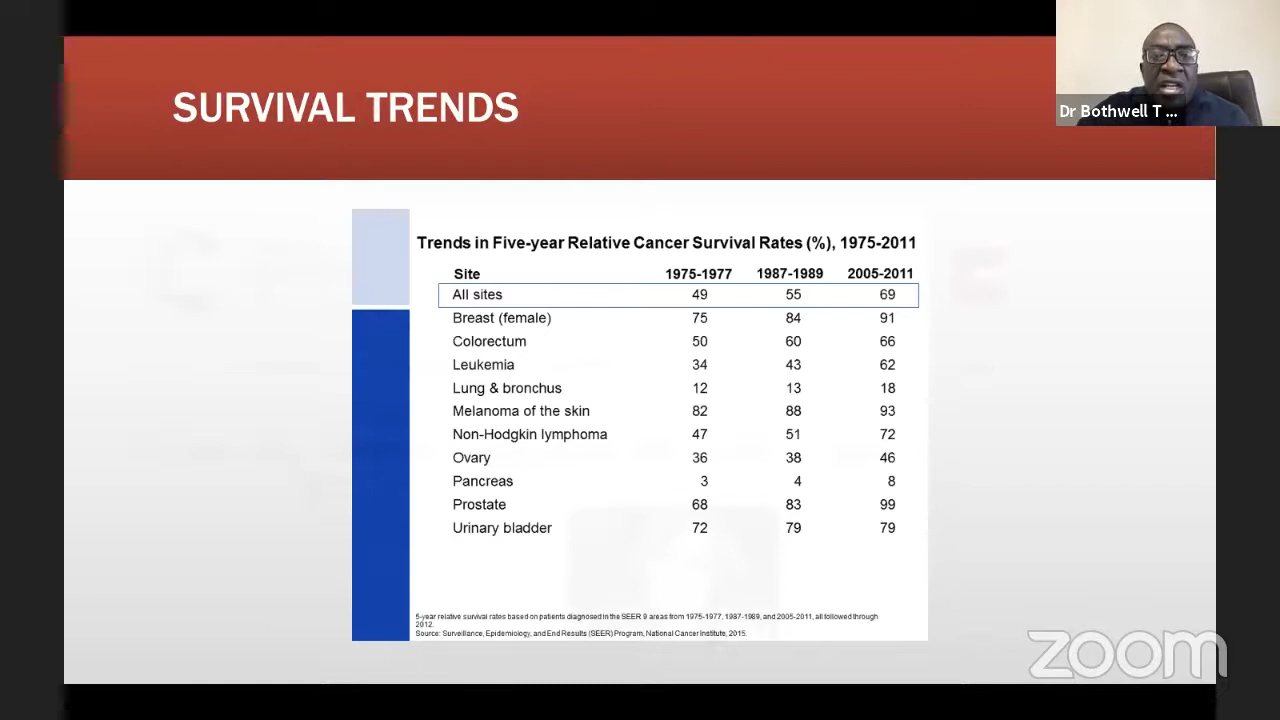 SURVIVAL TRENDS
Dr Bothwell T ...
Trends in Five-year Relative Cancer Survival Rates (%), 1975-2011
Site 1975-1977 1987-1989 2005-2011
All sites 49 55 69
Breast (female) 75 84 91
Colorectum 50 60 66
Leukemia 34 43 62
Lung & bronchus 12 13 18
Melanoma of the skin 82 88 93
Non-Hodgkin lymphoma 47 51 72
Ovary 36 38 46
Pancreas 3 4 8
Prostate 68 83 99
Urinary bladder 72 79 79
5-year relative survival rates based on patients diagnosed in the SEER 9 areas from 1975-1977, 1987-1989, and 2005-2011, all followed through
2012.
Source: Surveillance, Epidemiology, and End Results (SEER) Program, National Cancer Institute, 2015.
zoom